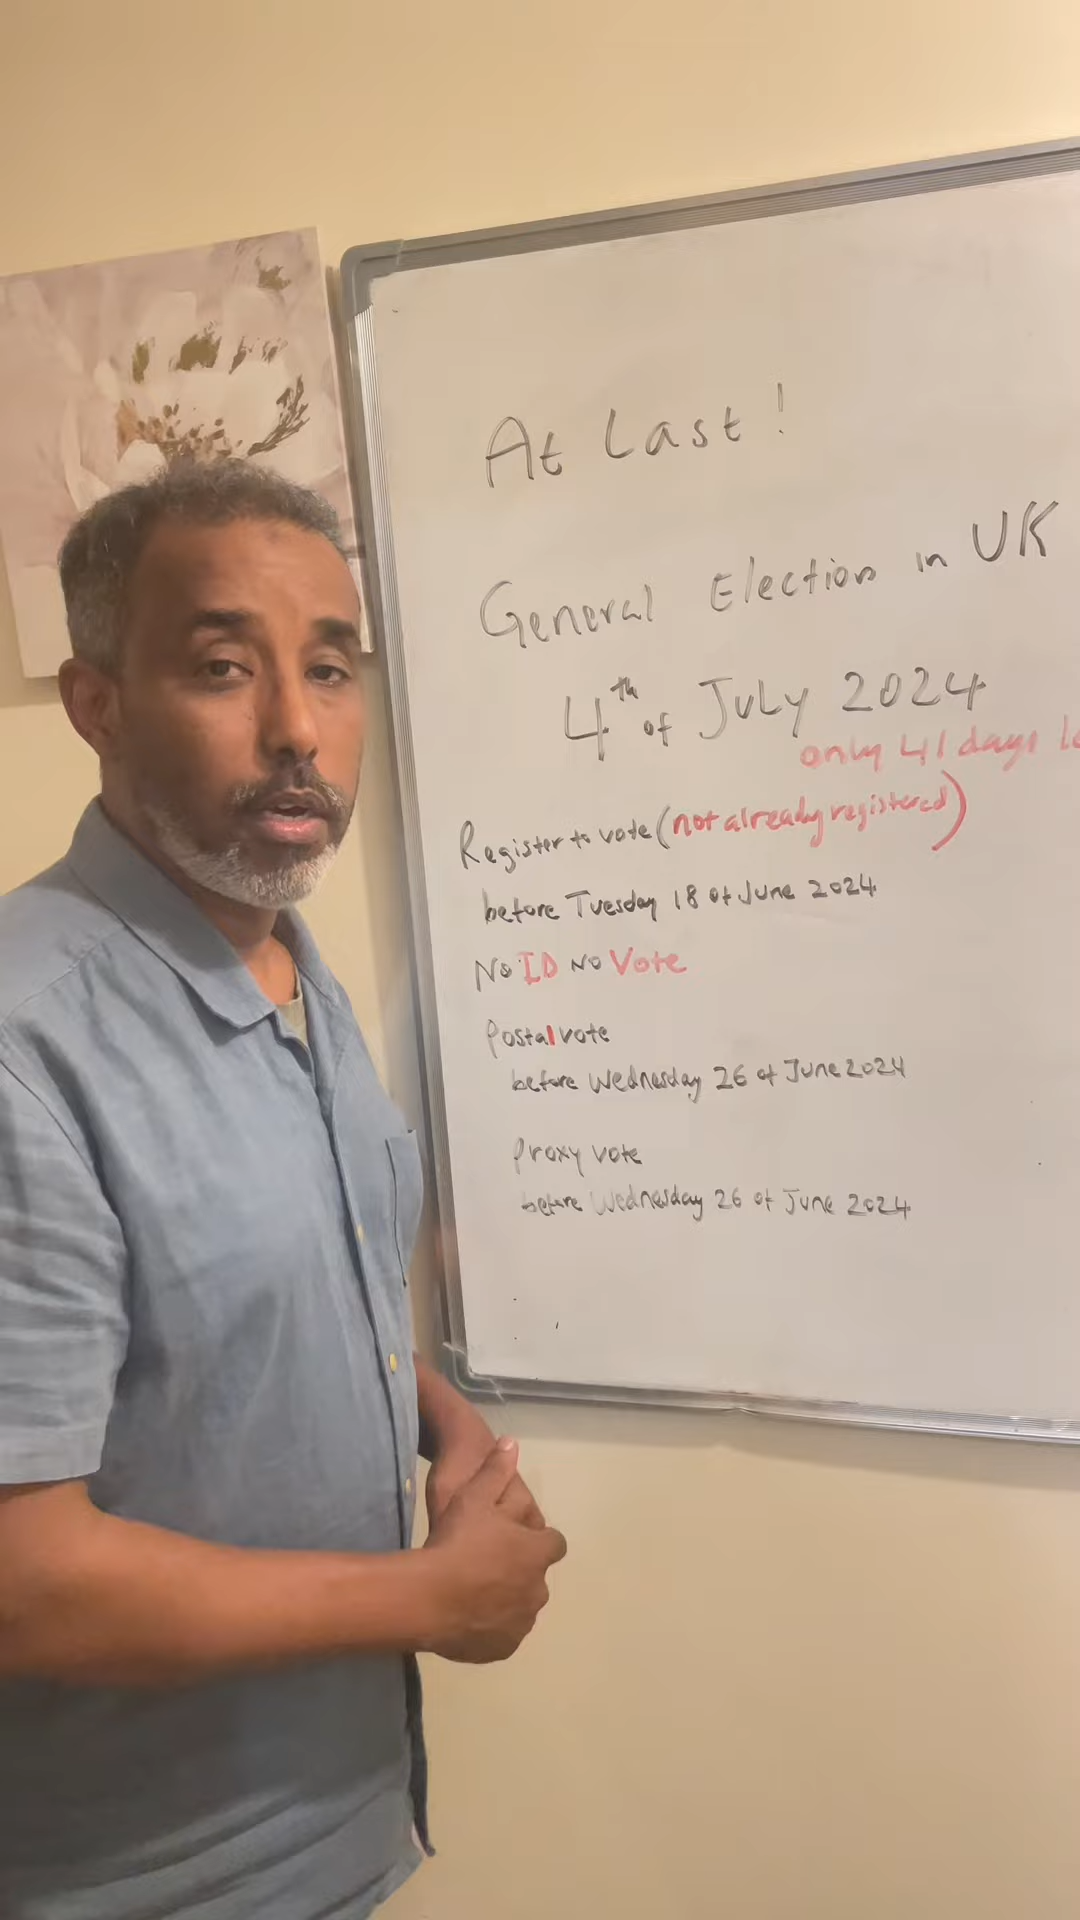 At Last!
General Election in UK
4th of July 2024
only 41 days
Register to vote (not already registered)
before Tuesday 18 of June 2024
No ID No Vote
Postal vote
before Wednesday 26 of June 2024
Proxy vote
before Wednesday 26 of June 2024